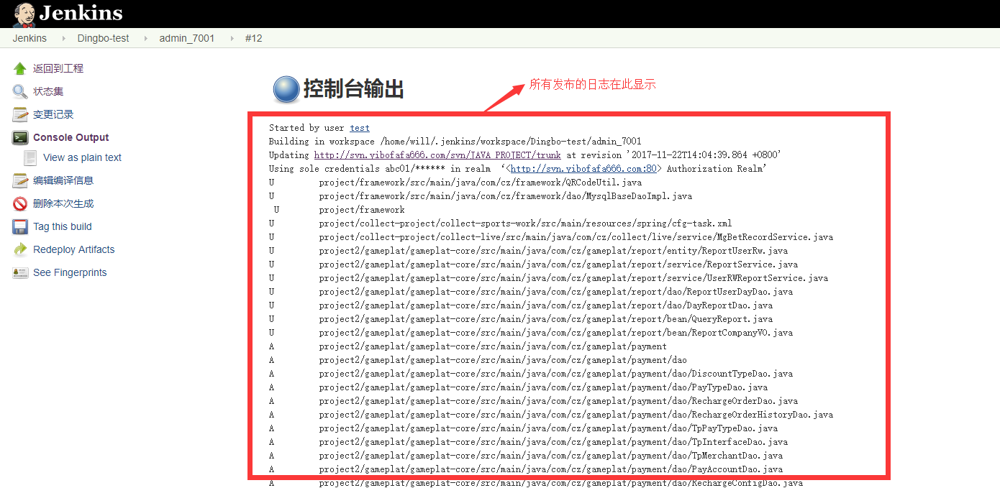 Jenkins
Jenkins Dingbo-test admin_7001 #12
返回到工程
状态集
变更记录
Console Output
View as plain text
编辑编译信息
删除本次生成
Tag this build
Redeploy Artifacts
See Fingerprints
控制台输出
所有发布的日志在此显示
Started by user test
Building in workspace /home/will/.jenkins/workspace/Dingbo-test/admin_7001
Updating http://svn.yibofafa666.com/svn/JAVA_PROJECT/trunk at revision '2017-11-22T14:04:39.864 +0800'
Using sole credentials abc01/****** in realm ‘<http://svn.yibofafa666.com:80> Authorization Realm’
U project/framework/src/main/java/com/cz/framework/QRCodeUtil.java
U project/framework/src/main/java/com/cz/framework/dao/MysqlBaseDaoImpl.java
U project/framework
U project/collect-project/collect-sports-work/src/main/resources/spring/cfg-task.xml
U project/collect-project/collect-live/src/main/java/com/cz/collect/live/service/MgBetRecordService.java
U project2/gameplat/gameplat-core/src/main/java/com/cz/gameplat/report/entity/ReportUserRw.java
U project2/gameplat/gameplat-core/src/main/java/com/cz/gameplat/report/service/ReportService.java
U project2/gameplat/gameplat-core/src/main/java/com/cz/gameplat/report/service/UserRWReportService.java
U project2/gameplat/gameplat-core/src/main/java/com/cz/gameplat/report/dao/ReportUserDayDao.java
U project2/gameplat/gameplat-core/src/main/java/com/cz/gameplat/report/dao/DayReportDao.java
U project2/gameplat/gameplat-core/src/main/java/com/cz/gameplat/report/bean/QueryReport.java
U project2/gameplat/gameplat-core/src/main/java/com/cz/gameplat/report/bean/ReportCompanyVO.java
A project2/gameplat/gameplat-core/src/main/java/com/cz/gameplat/payment
A project2/gameplat/gameplat-core/src/main/java/com/cz/gameplat/payment/dao
A project2/gameplat/gameplat-core/src/main/java/com/cz/gameplat/payment/dao/DiscountTypeDao.java
A project2/gameplat/gameplat-core/src/main/java/com/cz/gameplat/payment/dao/PayTypeDao.java
A project2/gameplat/gameplat-core/src/main/java/com/cz/gameplat/payment/dao/RechargeOrderDao.java
A project2/gameplat/gameplat-core/src/main/java/com/cz/gameplat/payment/dao/RechargeOrderHistoryDao.java
A project2/gameplat/gameplat-core/src/main/java/com/cz/gameplat/payment/dao/TpPayTypeDao.java
A project2/gameplat/gameplat-core/src/main/java/com/cz/gameplat/payment/dao/TpInterfaceDao.java
A project2/gameplat/gameplat-core/src/main/java/com/cz/gameplat/payment/dao/TpMerchantDao.java
A project2/gameplat/gameplat-core/src/main/java/com/cz/gameplat/payment/dao/PayAccountDao.java
A project2/gameplat/gameplat-core/src/main/java/com/cz/gameplat/payment/dao/RechargeConfigDao.java